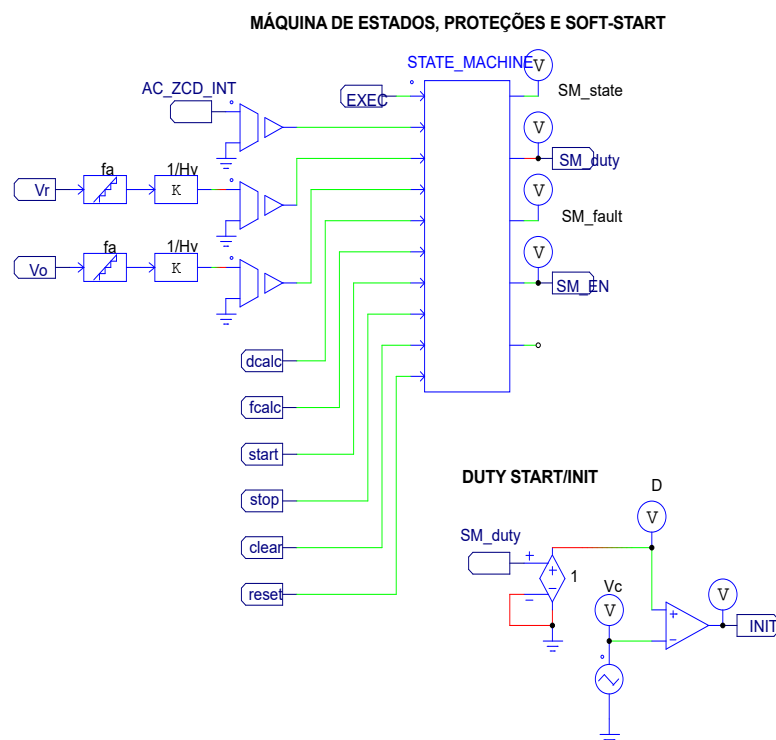 MÁQUINA DE ESTADOS, PROTEÇÕES E SOFT-START
STATE_MACHINE
V
AC_ZCD_INT
EXEC
SM_state
V
SM_duty
fa
1/Hv
Vr
K
V
SM_fault
fa
1/Hv
Vo
K
V
SM_EN
dcalc
fcalc
start
stop
clear
reset
DUTY START/INIT
D
V
SM_duty
+
+
−
−
1
Vc
V
V
+
−
INIT